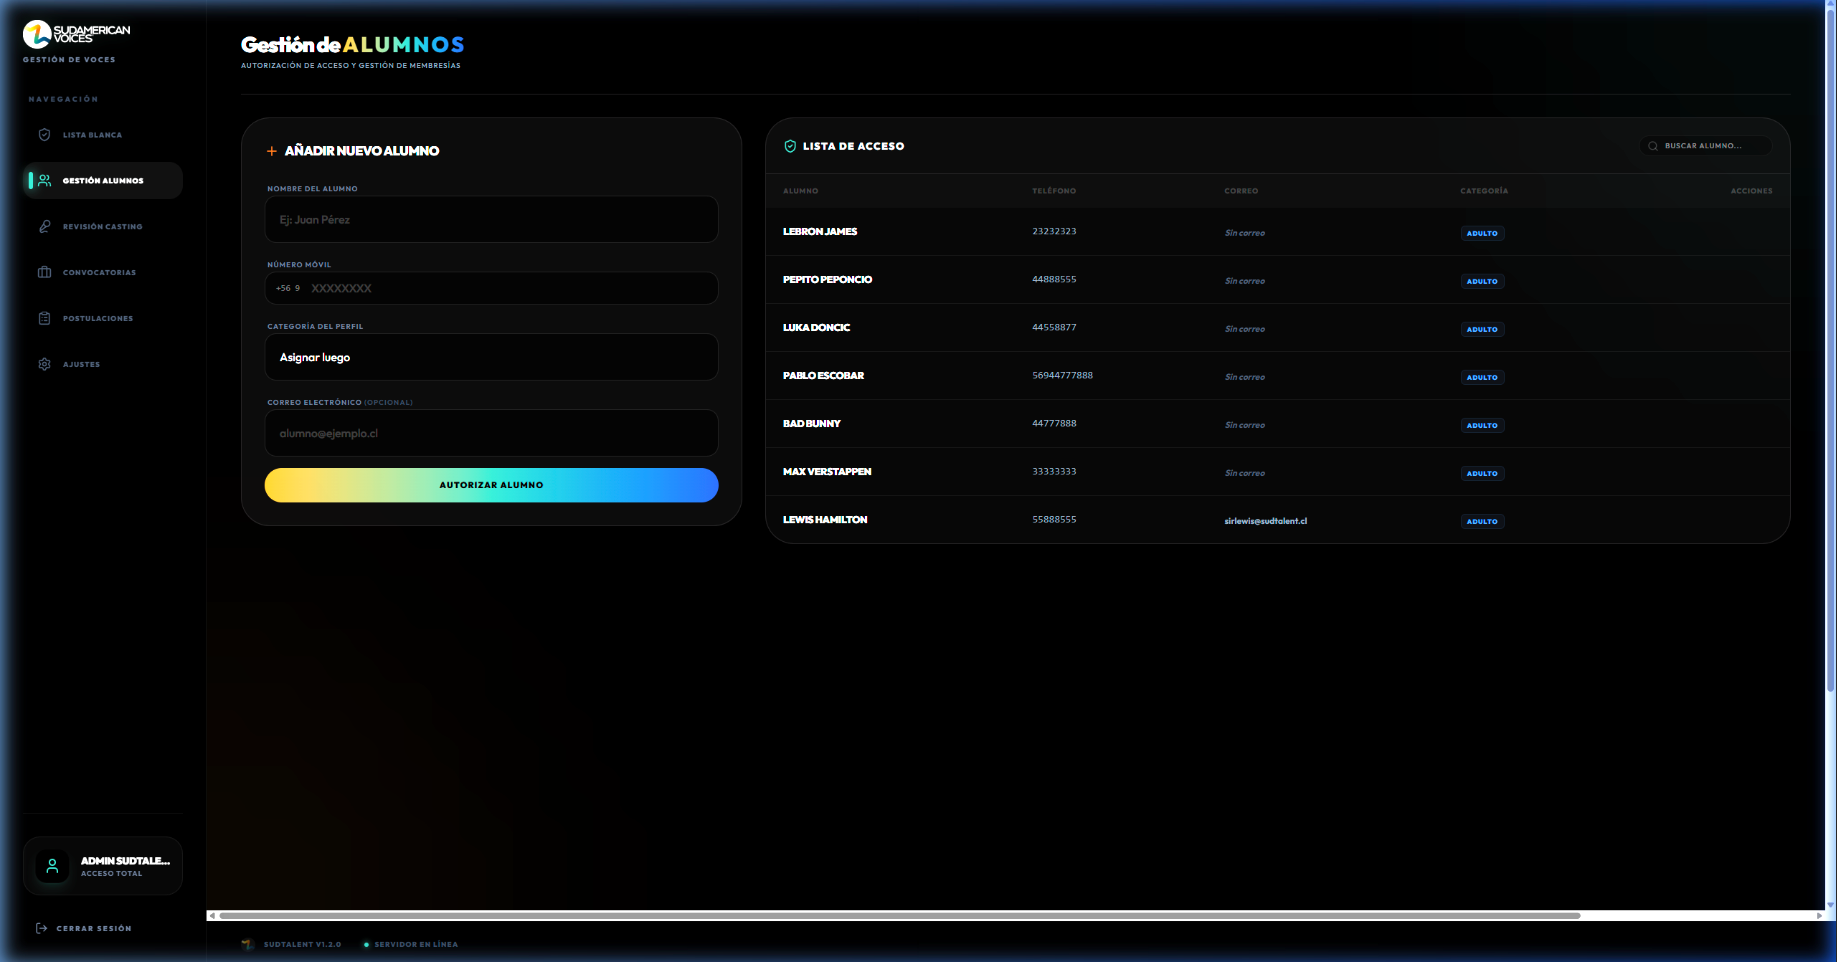 SUDAMERICAN
VOICES
GESTIÓN DE VOCES
NAVEGACIÓN
LISTA BLANCA
GESTIÓN ALUMNOS
REVISIÓN CASTING
CONVOCATORIAS
POSTULACIONES
AJUSTES
ADMIN SUDTALE...
ACCESO TOTAL
CERRAR SESIÓN
Gestión de ALUMNOS
AUTORIZACIÓN DE ACCESO Y GESTIÓN DE MEMBRESÍAS
+ AÑADIR NUEVO ALUMNO
NOMBRE DEL ALUMNO
Ej: Juan Pérez
NÚMERO MÓVIL
+56 9 XXXXXXXX
CATEGORÍA DEL PERFIL
Asignar luego
CORREO ELECTRÓNICO (OPCIONAL)
alumno@ejemplo.cl
AUTORIZAR ALUMNO
LISTA DE ACCESO
BUSCAR ALUMNO...
ALUMNO TELÉFONO CORREO CATEGORÍA ACCIONES
LEBRON JAMES 23232323 Sin correo ADULTO
PEPITO PEPONCIO 44888555 Sin correo ADULTO
LUKA DONCIC 44558877 Sin correo ADULTO
PABLO ESCOBAR 56944777888 Sin correo ADULTO
BAD BUNNY 44777888 Sin correo ADULTO
MAX VERSTAPPEN 33333333 Sin correo ADULTO
LEWIS HAMILTON 55888555 sirlewis@sudtalent.cl ADULTO
SUDTALENT V1.2.0 SERVIDOR EN LÍNEA